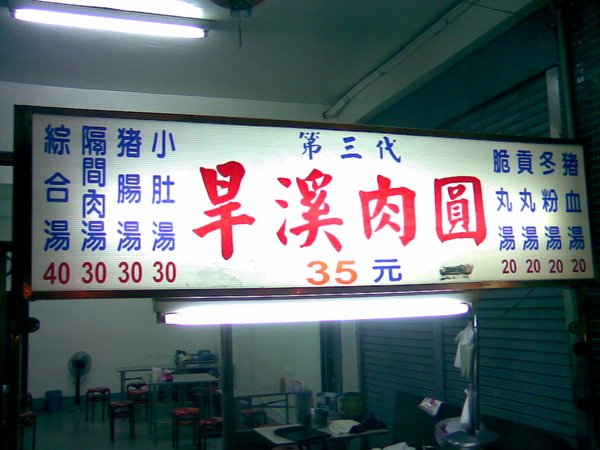 綜合湯 40
隔間肉湯 30
豬腸湯 30
小肚湯 30
第三代
旱溪肉圓
35元
脆丸湯 20
貢丸湯 20
冬粉湯 20
豬血湯 20